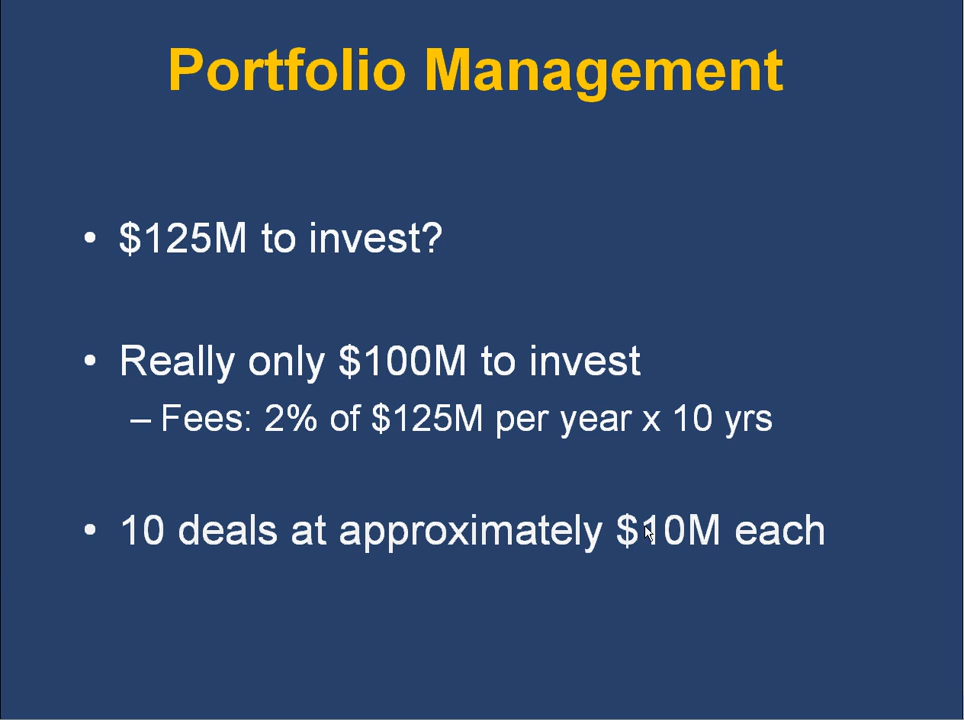 Portfolio Management
• $125M to invest?
• Really only $100M to invest
– Fees: 2% of $125M per year x 10 yrs
• 10 deals at approximately $10M each